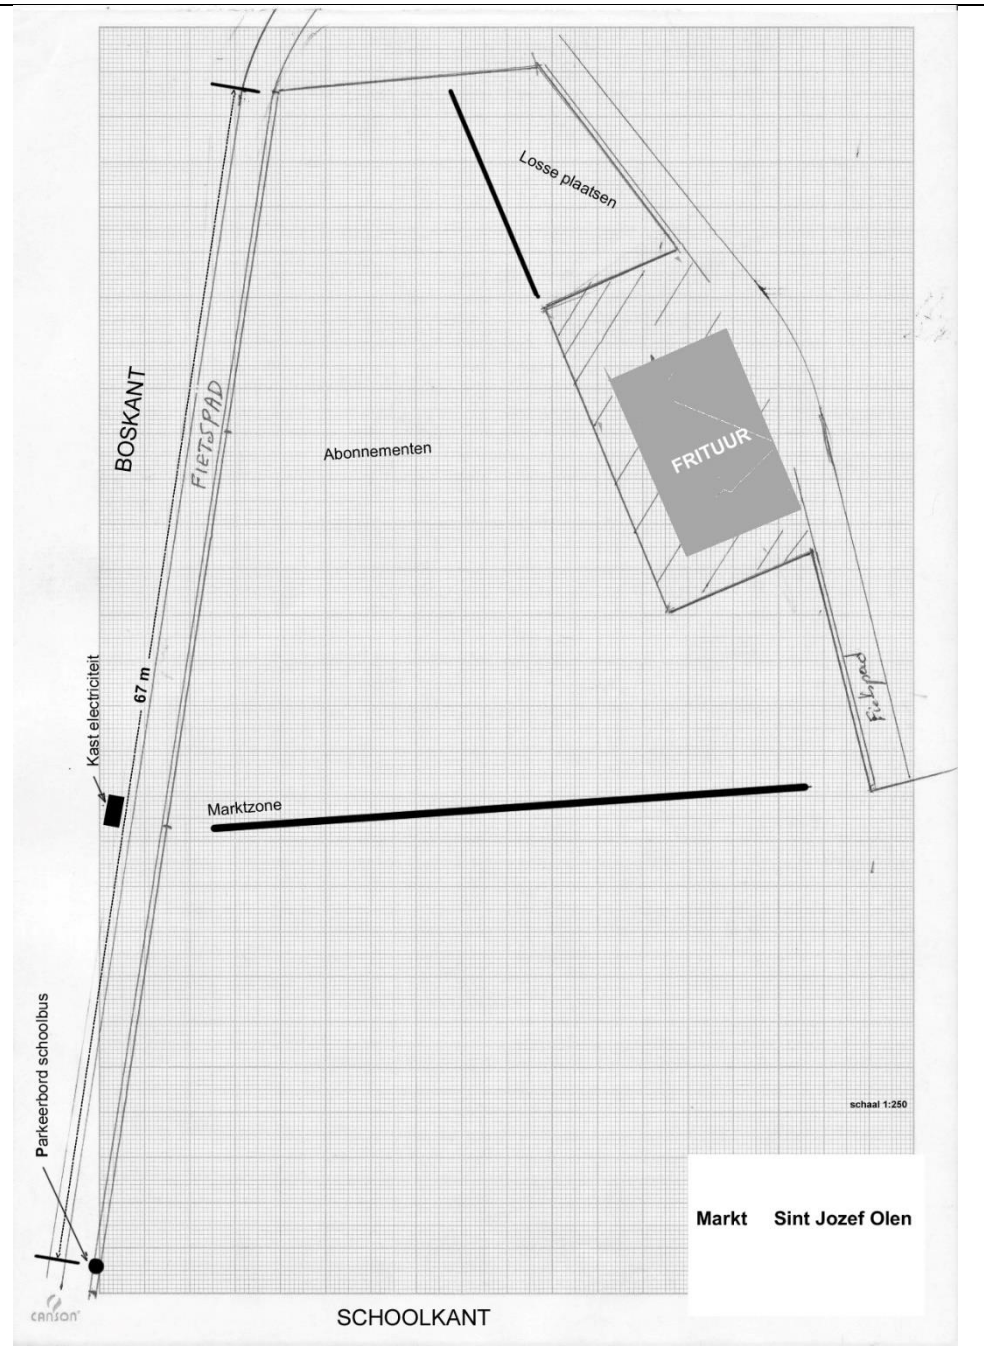 Losse plaatsen
BOSKANT
FIETSPAD
Abonnementen
FRITUUR
67 m
Kast electriciteit
Fietspad
Marktzone
Parkeerbord schoolbus
schaal 1:250
Markt Sint Jozef Olen
CANSON
SCHOOLKANT